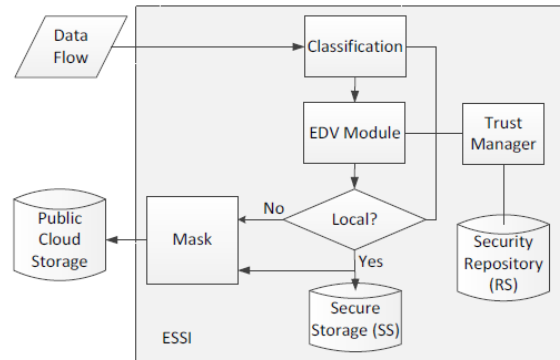 Data
Flow
Classification
EDV Module
Trust
Manager
Public
Cloud
Storage
Mask
No
Local?
Yes
Security
Repository
(RS)
Secure
Storage (SS)
ESSI